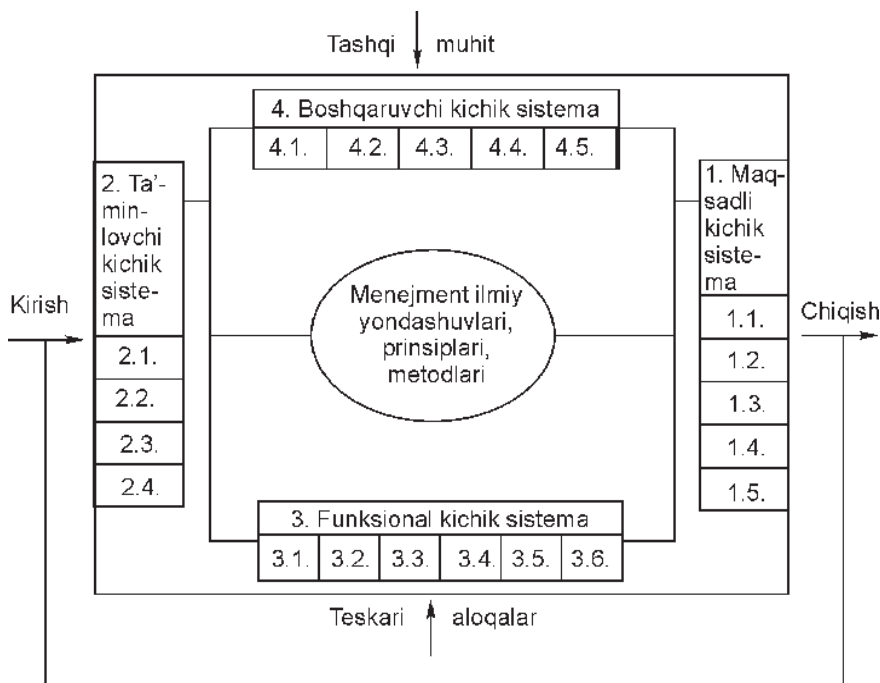 Tashqi muhit
4. Boshqaruvchi kichik sistema
4.1. 4.2. 4.3. 4.4. 4.5.
2. Ta’-
min-
lovchi
kichik
siste-
ma
2.1.
2.2.
2.3.
2.4.
Kirish
Menejment ilmiy
yondashuvlari,
prinsiplari,
metodlari
1. Maq-
sadli
kichik
siste-
ma
1.1.
1.2.
1.3.
1.4.
1.5.
Chiqish
3. Funksional kichik sistema
3.1. 3.2. 3.3. 3.4. 3.5. 3.6.
Teskari aloqalar